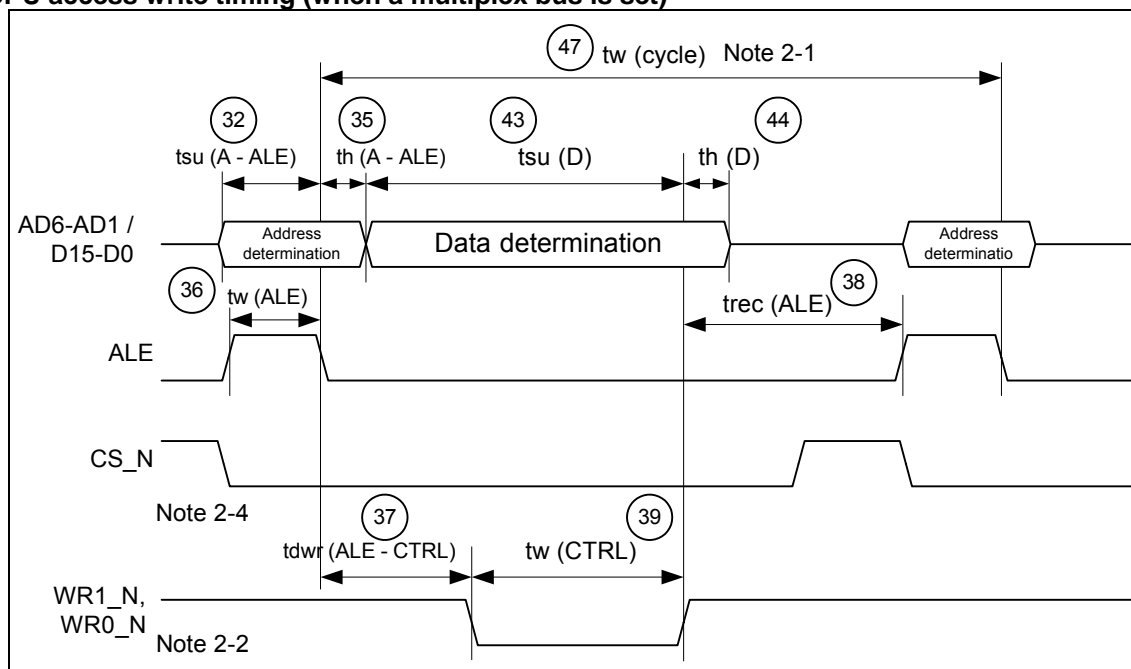 CPU access write timing (when a multiplex bus is set)
47 tw (cycle) Note 2-1
32 35 43 44
tsu (A - ALE) th (A - ALE) tsu (D) th (D)
AD6-AD1 /
D15-D0
Address
determination
Data determination
Address
determinatio
36 38
tw (ALE) trec (ALE)
ALE
CS_N
Note 2-4
37 39
tdwr (ALE - CTRL) tw (CTRL)
WR1_N,
WR0_N
Note 2-2